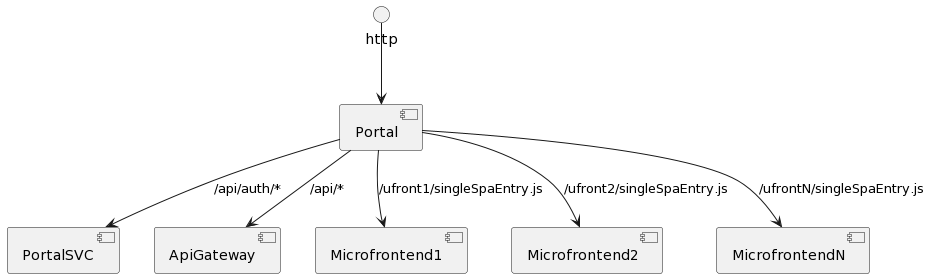 http
Portal
/api/auth/*
/api/*
/ufront1/singleSpaEntry.js
/ufront2/singleSpaEntry.js
/ufrontN/singleSpaEntry.js
PortalSVC
ApiGateway
Microfrontend1
Microfrontend2
MicrofrontendN